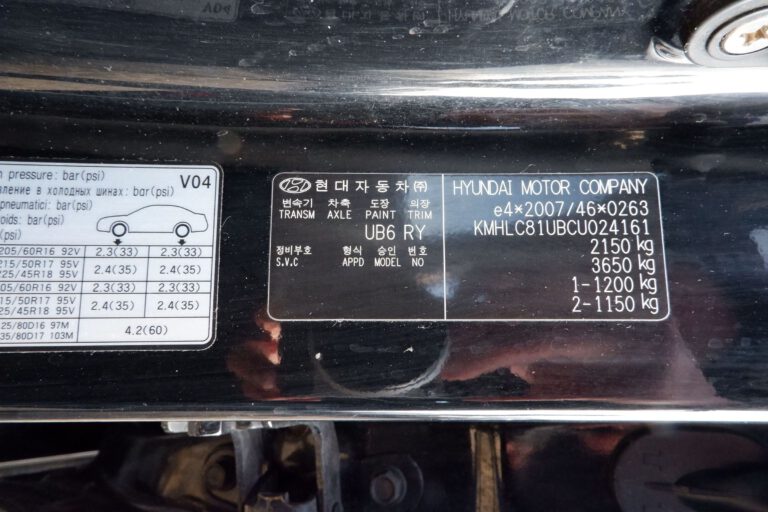 n pressure: bar(psi)
вление в холодных шинах: bar(psi)
pneumatici: bar(psi)
oids: bar(psi)
(psi)
V04
205/60R16 92V 2.3(33) 2.3(33)
215/50R17 95V 2.4(35) 2.4(35)
225/45R18 95V
05/60R16 92V 2.3(33) 2.3(33)
15/50R17 95V 2.4(35) 2.4(35)
25/45R18 95V
25/80D16 97M 4.2(60)
35/80D17 103M
현대자동차㈜
변속기 차축 도장 의장
TRANSM AXLE PAINT TRIM
UB6 RY
정비부호 형식 승인 번호
S.V.C APPD MODEL NO
HYUNDAI MOTOR COMPANY
e4*2007/46*0263
KMHLC81UBCU024161
2150 kg
3650 kg
1-1200 kg
2-1150 kg